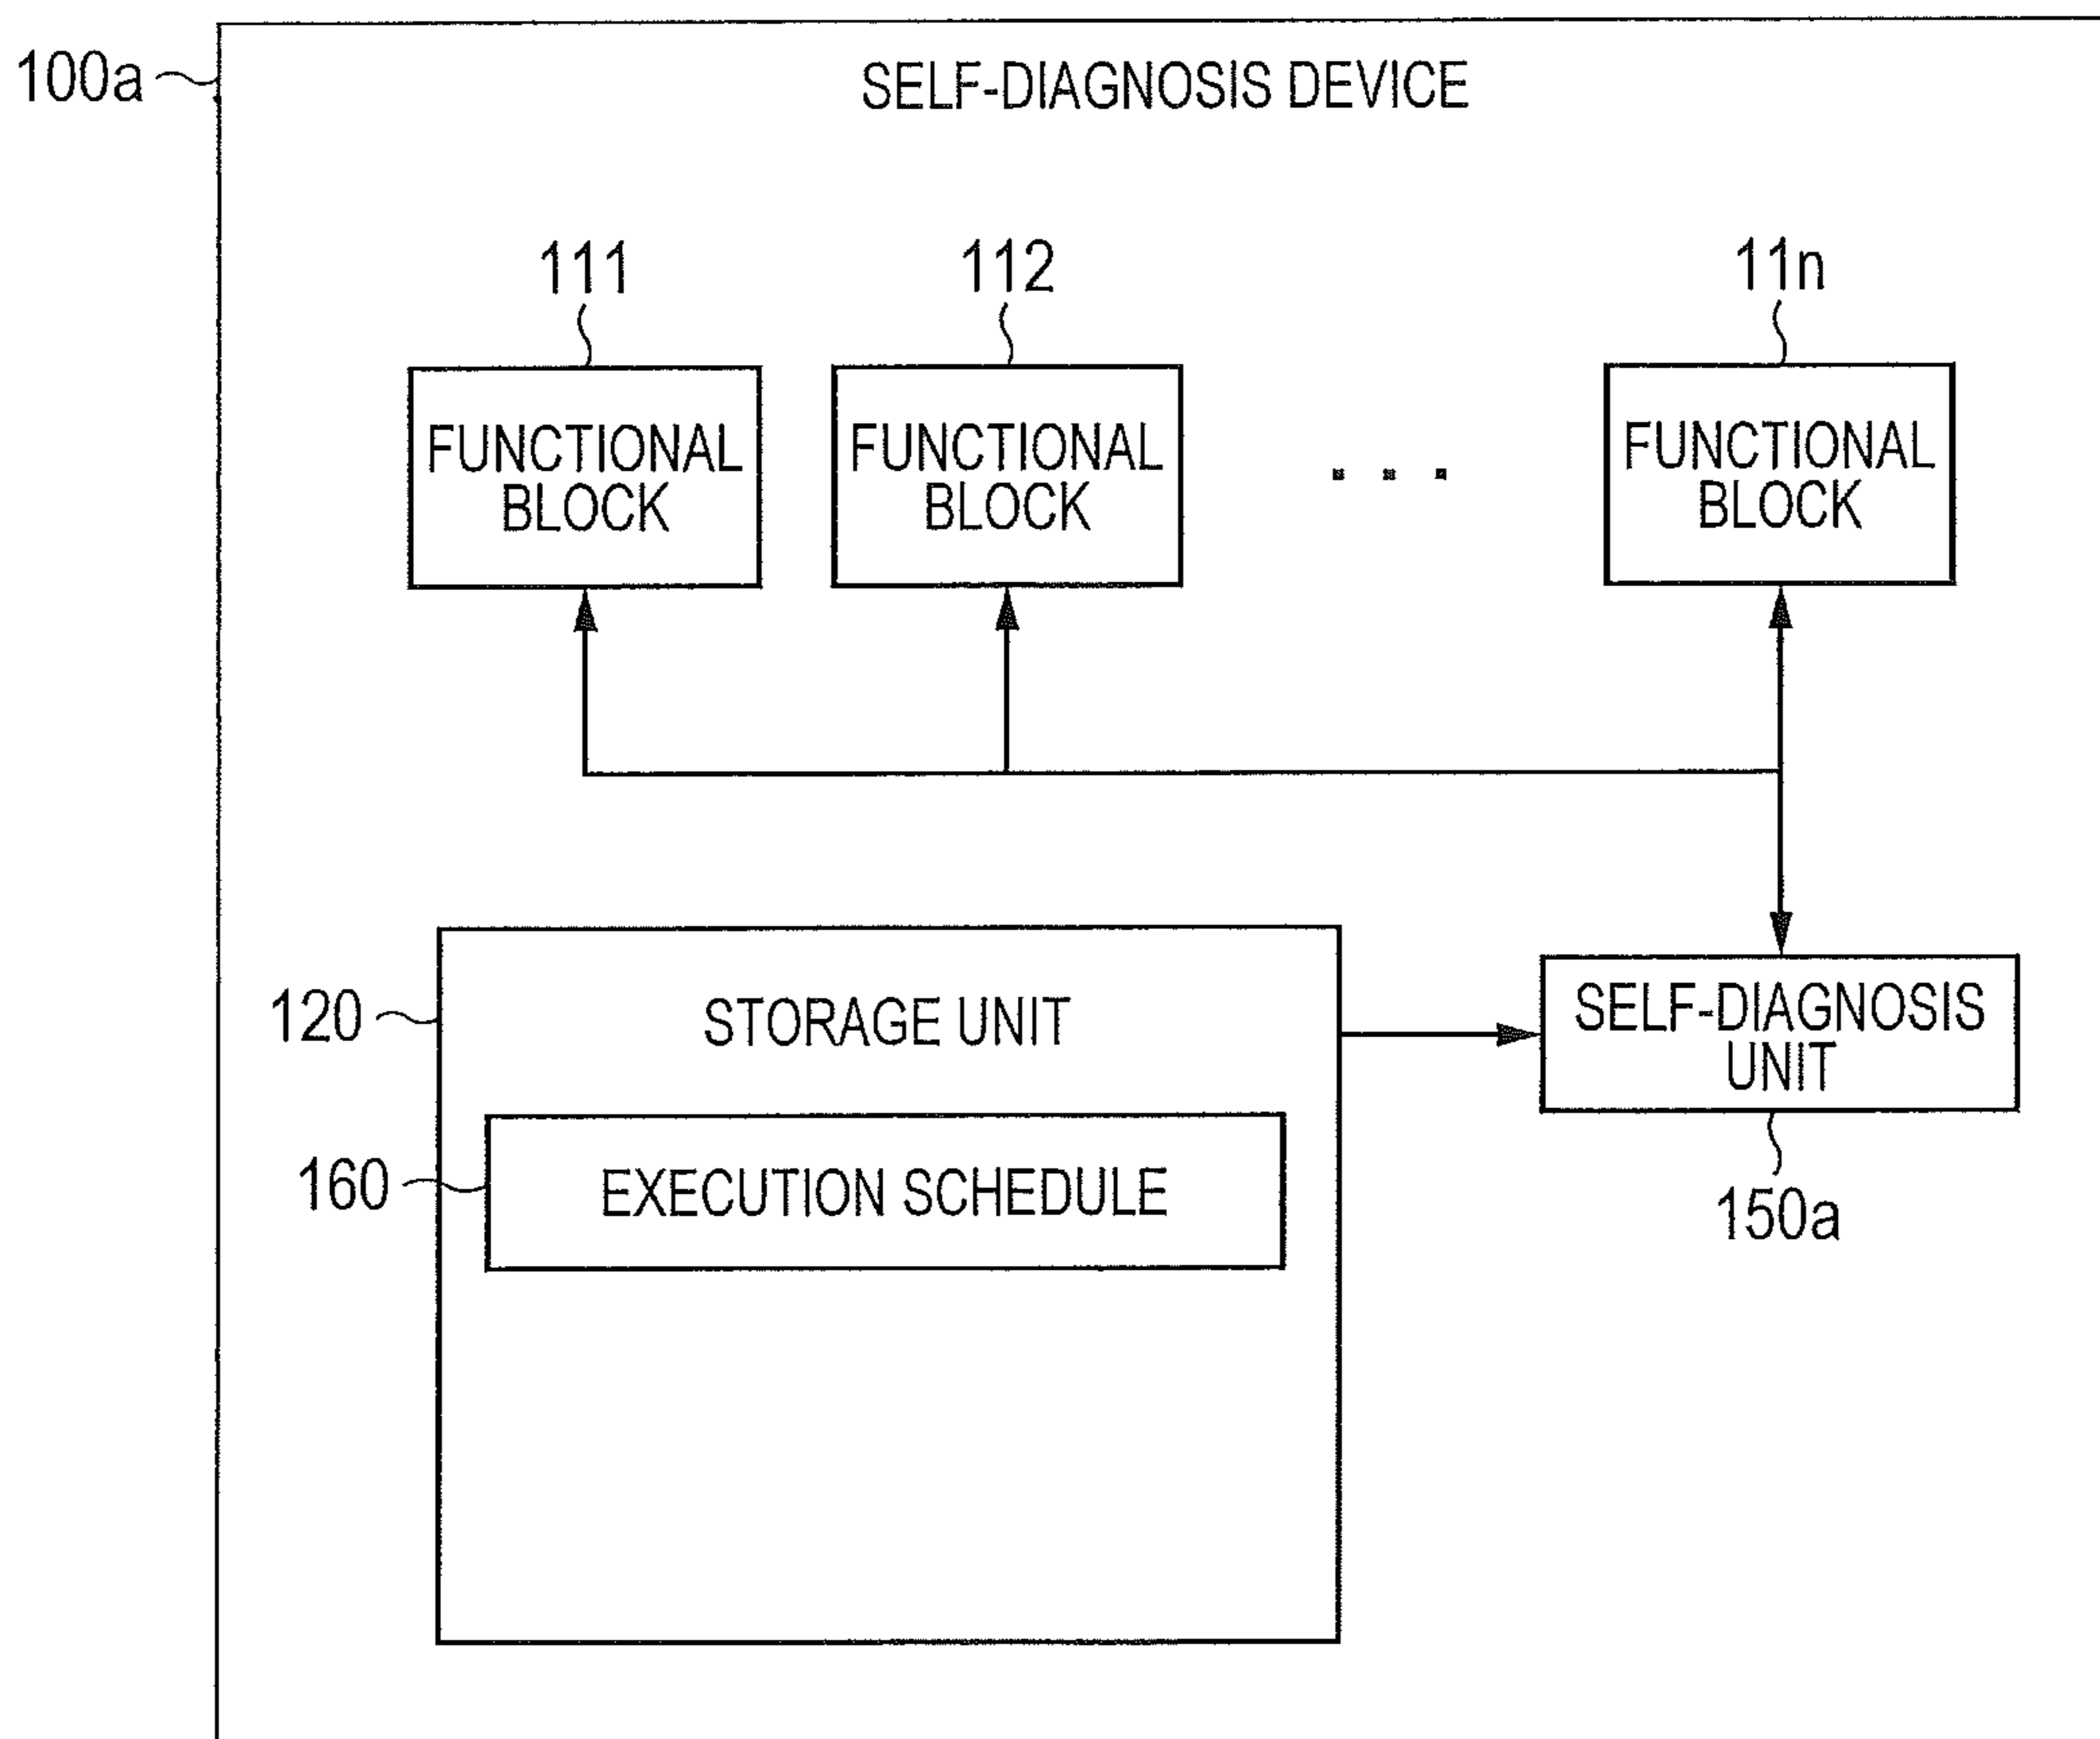 100a
SELF-DIAGNOSIS DEVICE
111
112
11n
FUNCTIONAL
BLOCK
FUNCTIONAL
BLOCK
. . .
FUNCTIONAL
BLOCK
120
STORAGE UNIT
SELF-DIAGNOSIS
UNIT
160
EXECUTION SCHEDULE
150a